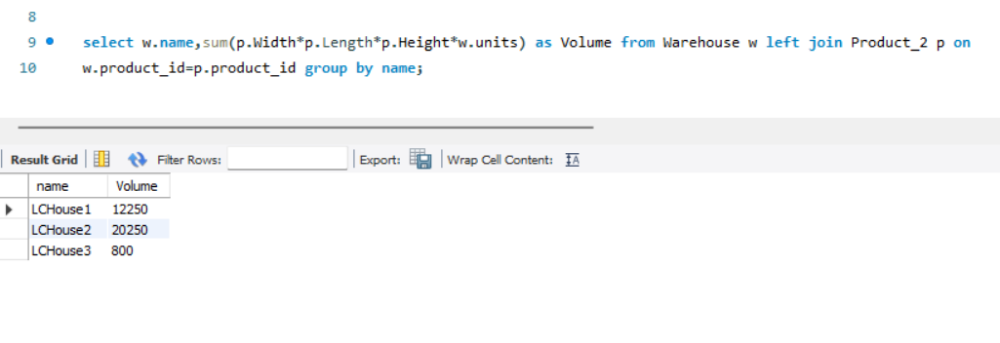 8
9 select w.name,sum(p.Width*p.Length*p.Height*w.units) as Volume from Warehouse w left join Product_2 p on
10 w.product_id=p.product_id group by name;
Result Grid Filter Rows: Export: Wrap Cell Content: IA
name Volume
LCHouse1 12250
LCHouse2 20250
LCHouse3 800